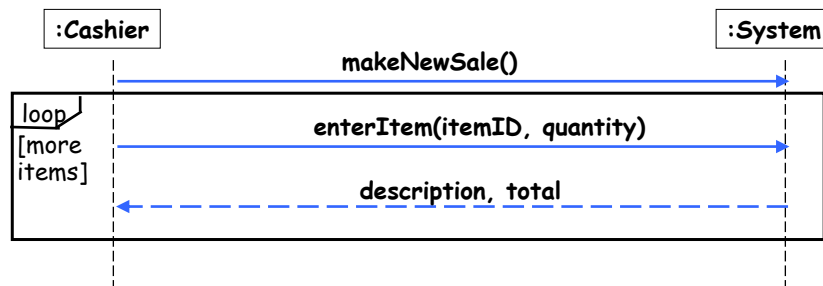 :Cashier
:System
makeNewSale()
loop
enterItem(itemID, quantity)
[more
items]
description, total